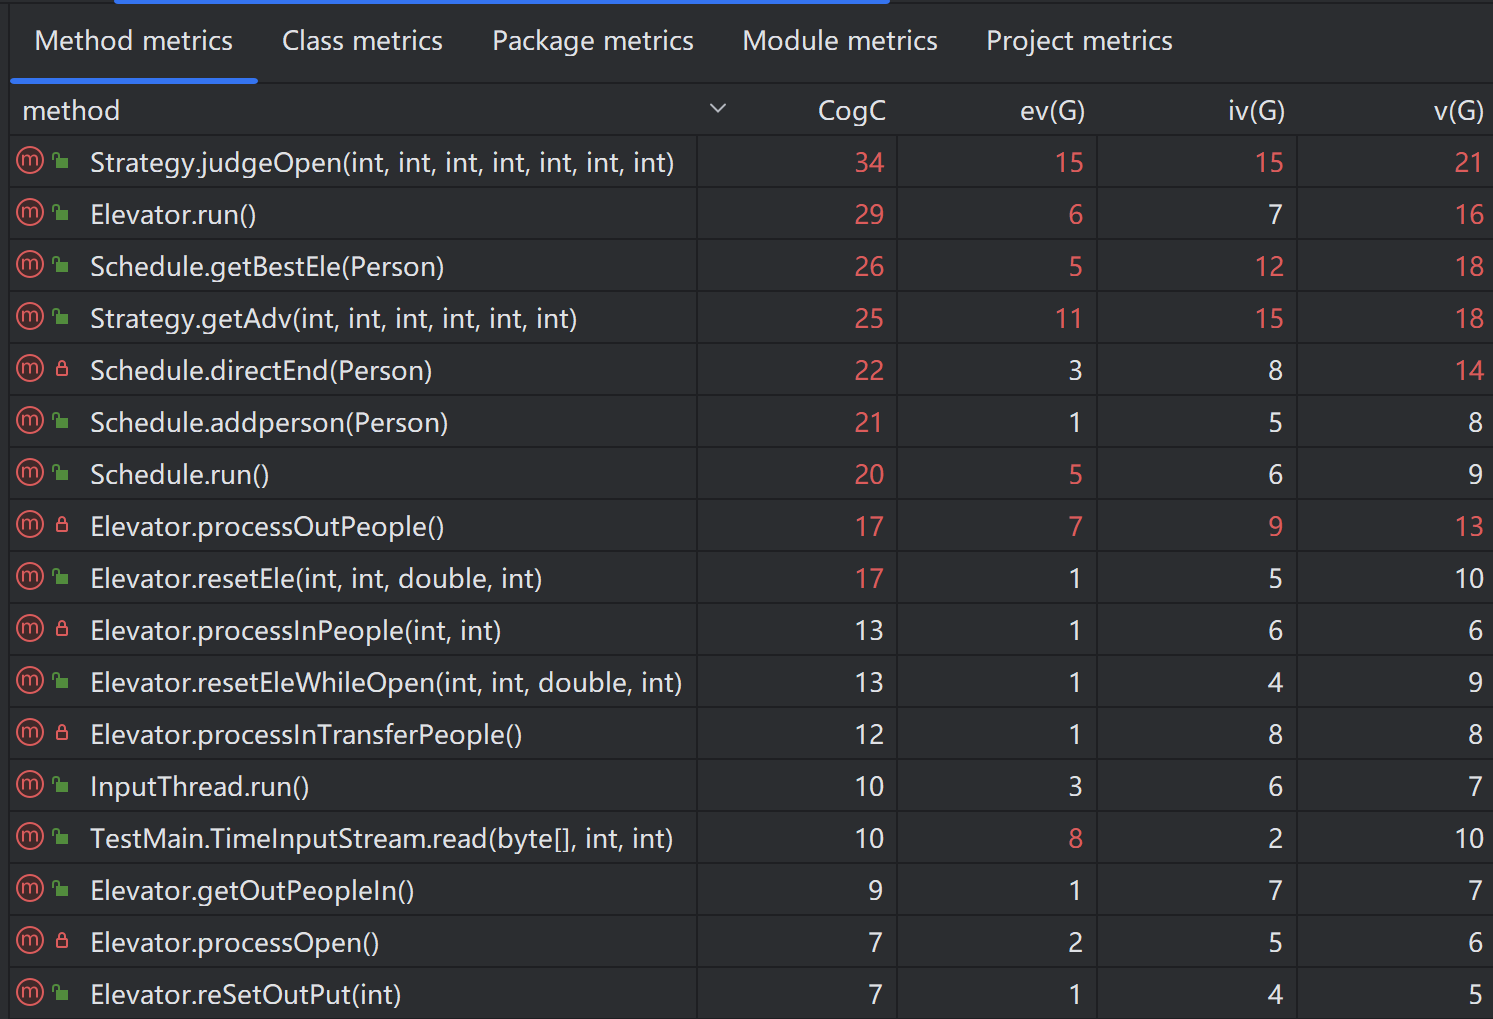 Method metrics Class metrics Package metrics Module metrics Project metrics
method CogC ev(G) iv(G) v(G)
m Strategy.judgeOpen(int, int, int, int, int, int, int) 34 15 15 21
m Elevator.run() 29 6 7 16
m Schedule.getBestEle(Person) 26 5 12 18
m Strategy.getAdv(int, int, int, int, int, int) 25 11 15 18
m Schedule.directEnd(Person) 22 3 8 14
m Schedule.addperson(Person) 21 1 5 8
m Schedule.run() 20 5 6 9
m Elevator.processOutPeople() 17 7 9 13
m Elevator.resetEle(int, int, double, int) 17 1 5 10
m Elevator.processInPeople(int, int) 13 1 6 6
m Elevator.resetEleWhileOpen(int, int, double, int) 13 1 4 9
m Elevator.processInTransferPeople() 12 1 8 8
m InputThread.run() 10 3 6 7
m TestMain.TimeInputStream.read(byte[], int, int) 10 8 2 10
m Elevator.getOutPeopleIn() 9 1 7 7
m Elevator.processOpen() 7 2 5 6
m Elevator.reSetOutPut(int) 7 1 4 5